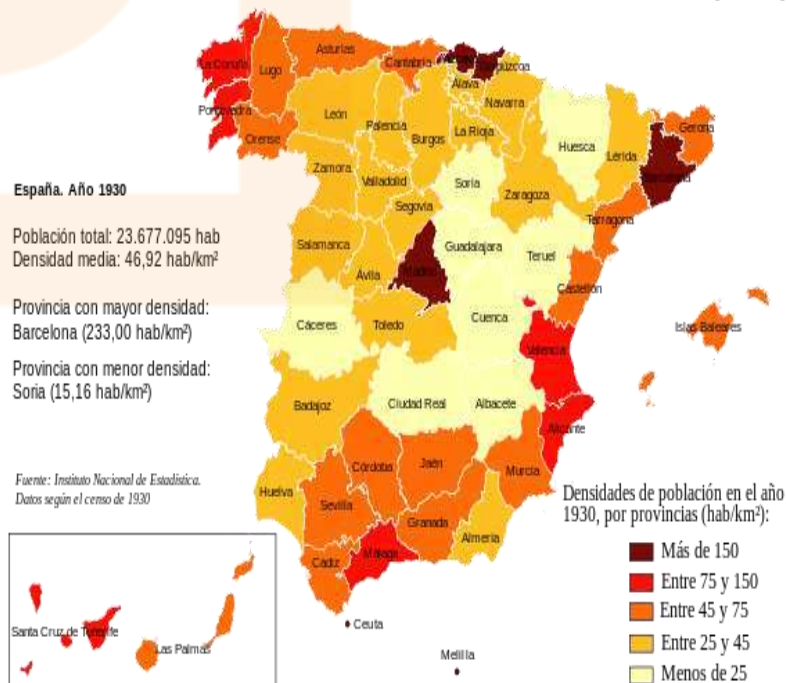 España. Año 1930
Población total: 23.677.095 hab
Densidad media: 46,92 hab/km²
Provincia con mayor densidad:
Barcelona (233,00 hab/km²)
Provincia con menor densidad:
Soria (15,16 hab/km²)
Fuente: Instituto Nacional de Estadística.
Datos según el censo de 1930
La Coruña
Lugo
Asturias
Cantabria
Álava
Navarra
Pontevedra
Orense
León
Palencia
Burgos
La Rioja
Huesca
Lérida
Gerona
Barcelona
Zamora
Valladolid
Soria
Zaragoza
Tarragona
Segovia
Salamanca
Ávila
Madrid
Guadalajara
Teruel
Castellón
Cáceres
Toledo
Cuenca
Valencia
Islas Baleares
Badajoz
Ciudad Real
Albacete
Alicante
Huelva
Sevilla
Córdoba
Jaén
Murcia
Cadiz
Málaga
Granada
Almería
Ceuta
Melilla
Santa Cruz de Tenerife
Las Palmas
Densidades de población en el año
1930, por provincias (hab/km²):
Más de 150
Entre 75 y 150
Entre 45 y 75
Entre 25 y 45
Menos de 25